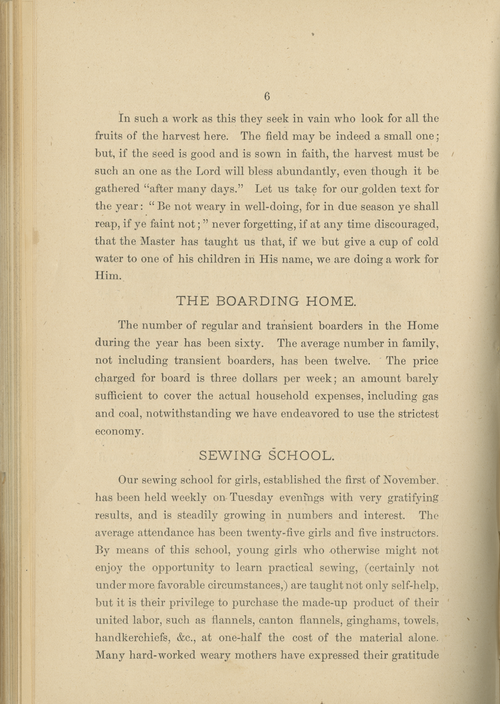 6
In such a work as this they seek in vain who look for all the
fruits of the harvest here. The field may be indeed a small one;
but, if the seed is good and is sown in faith, the harvest must be
such an one as the Lord will bless abundantly, even though it be
gathered "after many days." Let us take for our golden text for
the year: "Be not weary in well-doing, for in due season ye shall
reap, if ye faint not;" never forgetting, if at any time discouraged,
that the Master has taught us that, if we but give a cup of cold
water to one of his children in His name, we are doing a work for
Him.
THE BOARDING HOME.
The number of regular and transient boarders in the Home
during the year has been sixty. The average number in family,
not including transient boarders, has been twelve. The price
charged for board is three dollars per week; an amount barely
sufficient to cover the actual household expenses, including gas
and coal, notwithstanding we have endeavored to use the strictest
economy.
SEWING SCHOOL.
Our sewing school for girls, established the first of November.
has been held weekly on Tuesday evenings with very gratifying
results, and is steadily growing in numbers and interest. The
average attendance has been twenty-five girls and five instructors.
By means of this school, young girls who otherwise might not
enjoy the opportunity to learn practical sewing, (certainly not
under more favorable circumstances,) are taught not only self-help,
but it is their privilege to purchase the made-up product of their
united labor, such as flannels, canton flannels, ginghams, towels,
handkerchiefs, &c., at one-half the cost of the material alone.
Many hard-worked weary mothers have expressed their gratitude